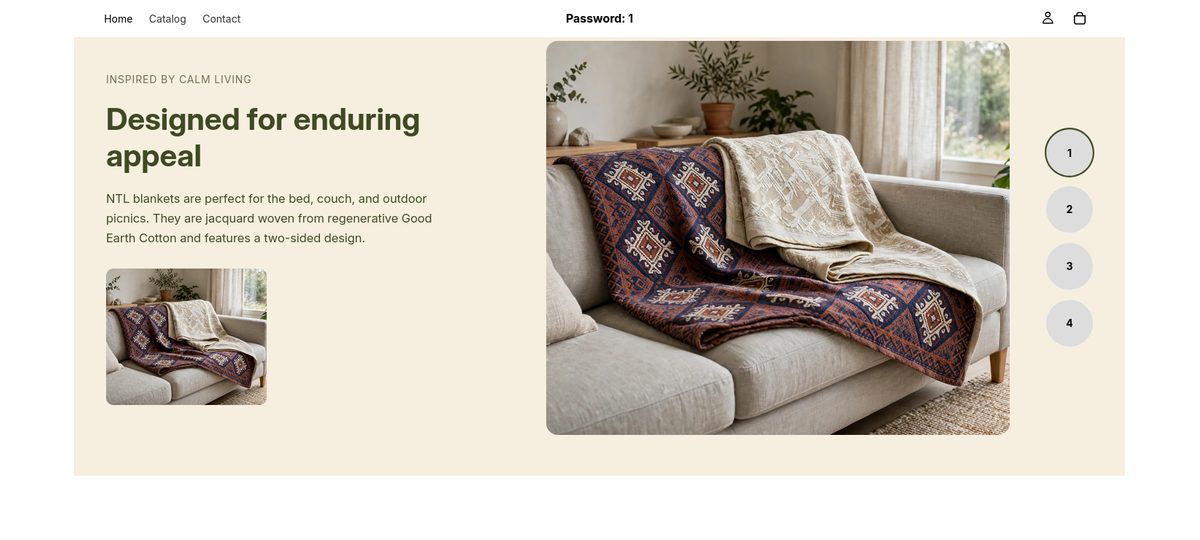 Home Catalog Contact Password: 1
INSPIRED BY CALM LIVING
Designed for enduring
appeal
NTL blankets are perfect for the bed, couch, and outdoor
picnics. They are jacquard woven from regenerative Good
Earth Cotton and features a two-sided design.
1
2
3
4